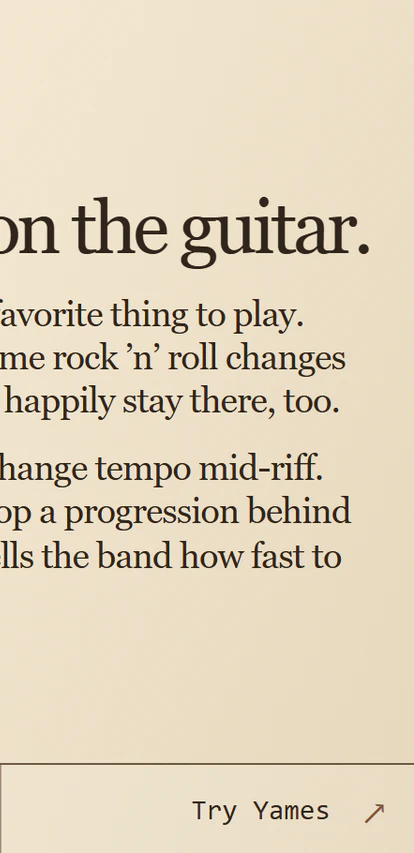 on the guitar.
favorite thing to play.
me rock ’n’ roll changes
happily stay there, too.
hange tempo mid-riff.
op a progression behind
ells the band how fast to
Try Yames ↗